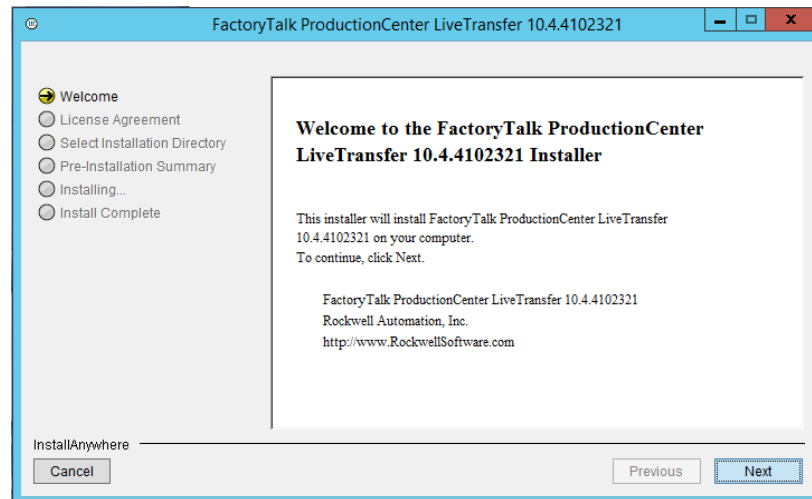 FactoryTalk ProductionCenter LiveTransfer 10.4.4102321
Welcome
License Agreement
Select Installation Directory
Pre-Installation Summary
Installing...
Install Complete
Welcome to the FactoryTalk ProductionCenter
LiveTransfer 10.4.4102321 Installer
This installer will install FactoryTalk ProductionCenter LiveTransfer
10.4.4102321 on your computer.
To continue, click Next.
FactoryTalk ProductionCenter LiveTransfer 10.4.4102321
Rockwell Automation, Inc.
http://www.RockwellSoftware.com
InstallAnywhere
Cancel
Previous
Next